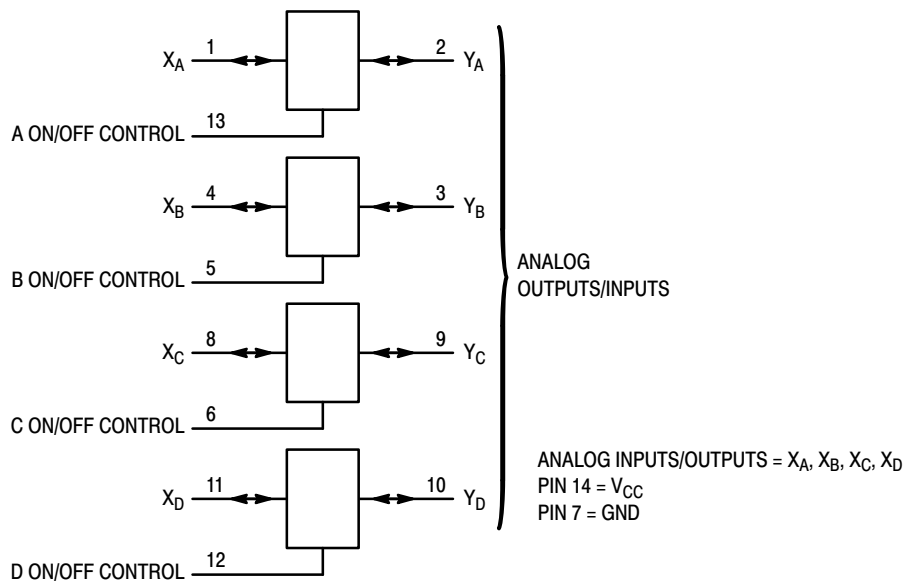 X_A 1 2 Y_A
A ON/OFF CONTROL 13
X_B 4 3 Y_B
B ON/OFF CONTROL 5
X_C 8 9 Y_C
C ON/OFF CONTROL 6
X_D 11 10 Y_D
D ON/OFF CONTROL 12
ANALOG
OUTPUTS/INPUTS
ANALOG INPUTS/OUTPUTS = X_A, X_B, X_C, X_D
PIN 14 = V_CC
PIN 7 = GND